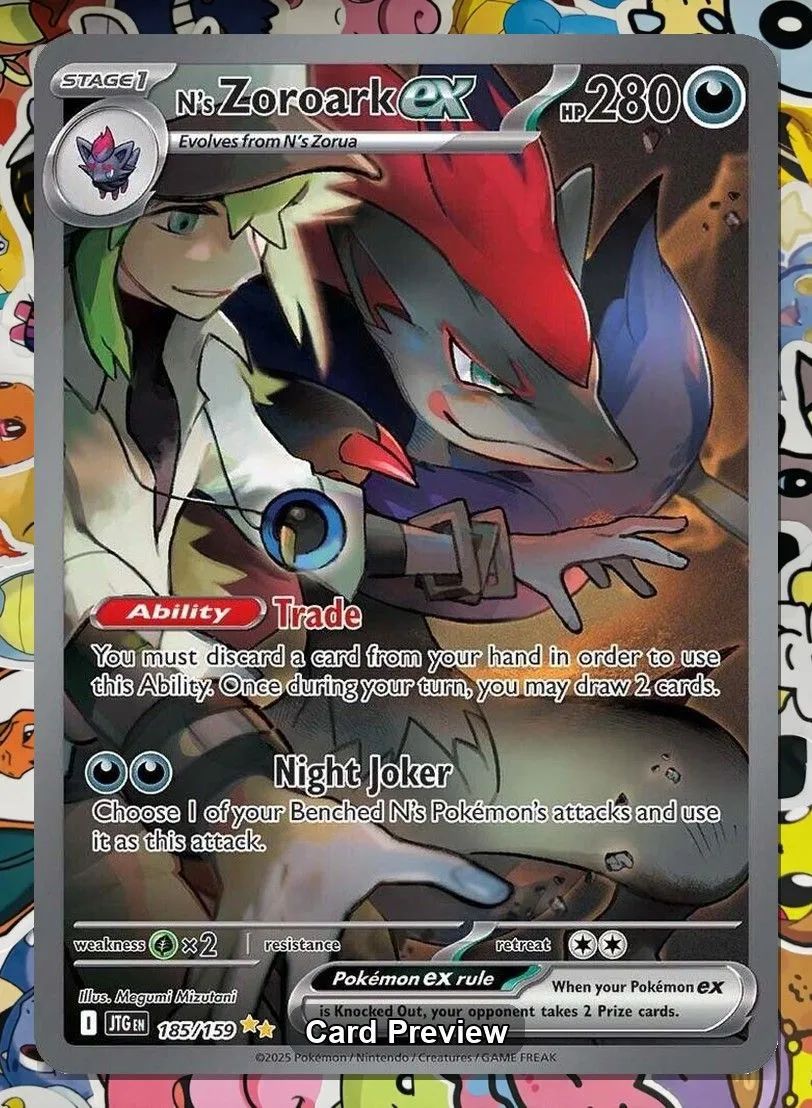 STAGE1
N's Zoroark ex
HP280
Evolves from N's Zorua
Ability Trade
You must discard a card from your hand in order to use
this Ability. Once during your turn, you may draw 2 cards.
Night Joker
Choose 1 of your Benched N's Pokémon's attacks and use
it as this attack.
weakness ×2 resistance retreat
Pokémon ex rule
When your Pokémon ex
is Knocked Out, your opponent takes 2 Prize cards.
Illus. Megumi Mizutani
I JTG EN 185/159
Card Preview
©2025 Pokémon / Nintendo / Creatures / GAME FREAK